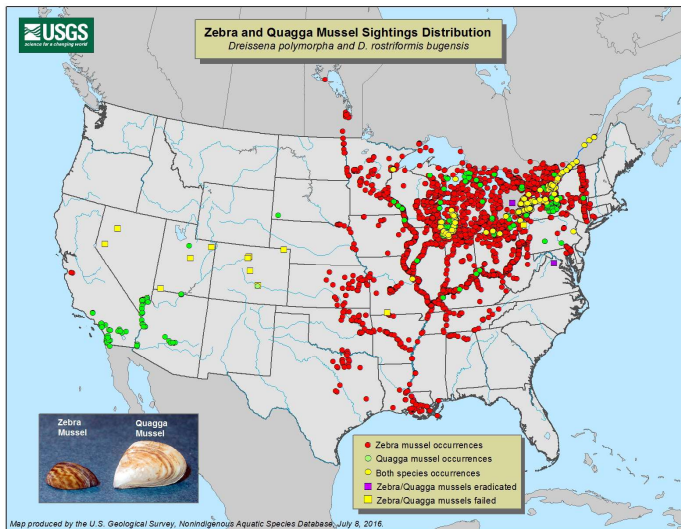 USGS
science for a changing world
Zebra and Quagga Mussel Sightings Distribution
Dreissena polymorpha and D. rostriformis bugensis
Zebra
Mussel
Quagga
Mussel
Zebra mussel occurrences
Quagga mussel occurrences
Both species occurrences
Zebra/Quagga mussels eradicated
Zebra/Quagga mussels failed
Map produced by the U.S. Geological Survey, Nonindigenous Aquatic Species Database, July 8, 2016.